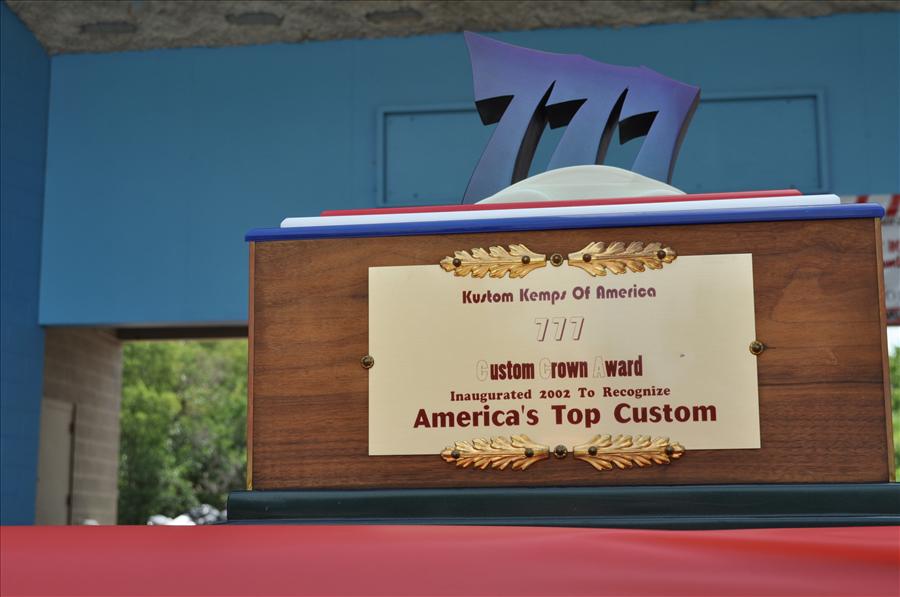 777
Kustom Kemps Of America
777
Custom Crown Award
Inaugurated 2002 To Recognize
America's Top Custom